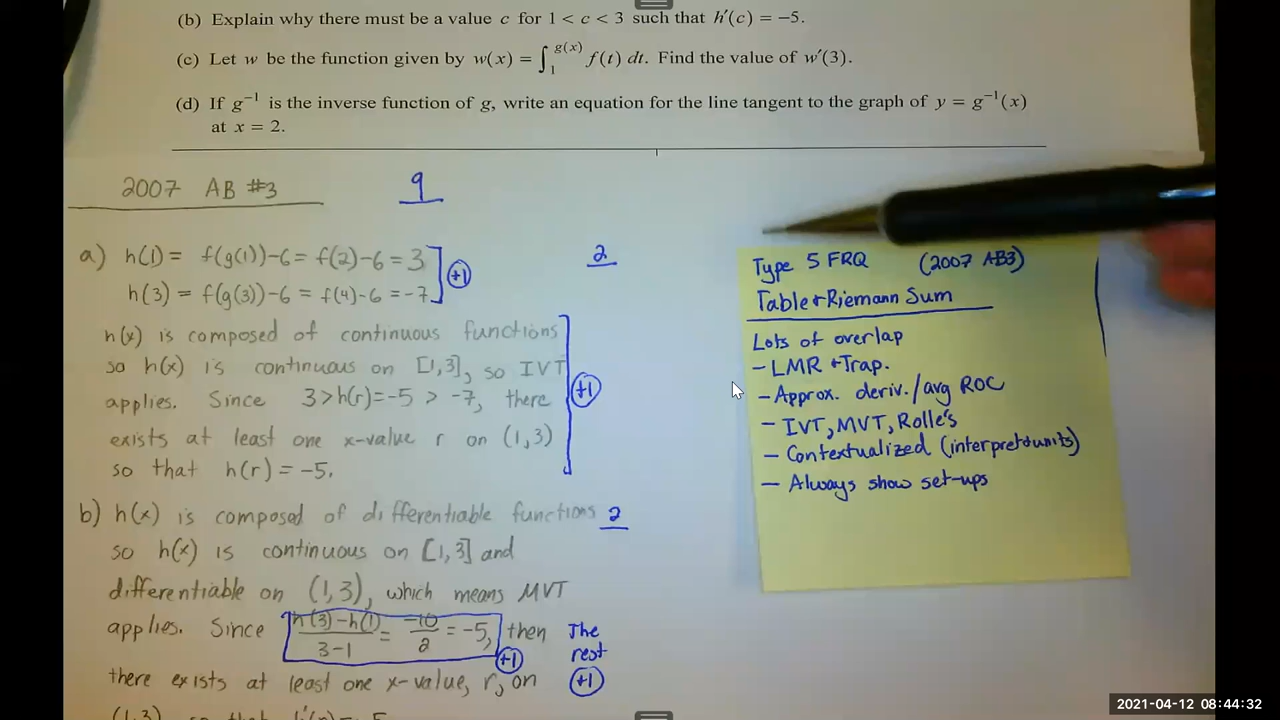 (b) Explain why there must be a value c for 1 < c < 3 such that h′(c) = −5.
(c) Let w be the function given by w(x) = ∫₁^g(x) f(t) dt. Find the value of w′(3).
(d) If g⁻¹ is the inverse function of g, write an equation for the line tangent to the graph of y = g⁻¹(x)
at x = 2.
2007 AB #3
9
a) h(1) = f(g(1))-6 = f(2)-6 = 3
+1
2
h(3) = f(g(3))-6 = f(4)-6 = -7
h(x) is composed of continuous functions
so h(x) is continuous on [1,3], so IVT
applies. Since 3>h(r)=-5 > -7, there
+1
exists at least one x-value r on (1,3)
so that h(r) = -5.
b) h(x) is composed of differentiable functions
2
so h(x) is continuous on [1,3] and
differentiable on (1,3), which means MVT
applies. Since h(3)-h(1)/3-1 = -10/2 = -5, then
+1
The
rest
+1
there exists at least one x-value, r, on
Type 5 FRQ (2007 AB3)
Table + Riemann Sum
Lots of overlap
- LMR + Trap.
- Approx. deriv./avg ROC
- IVT, MVT, Rolle's
- Contextualized (interpret+units)
- Always show set-ups
2021-04-12 08:44:32